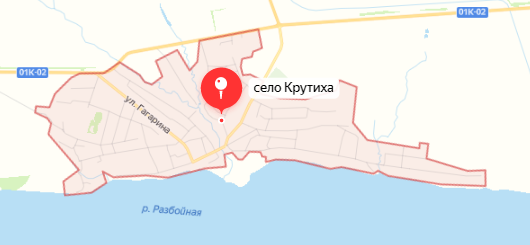 01К-02
01К-02
село Крутиха
ул. Гагарина
р. Разбойная